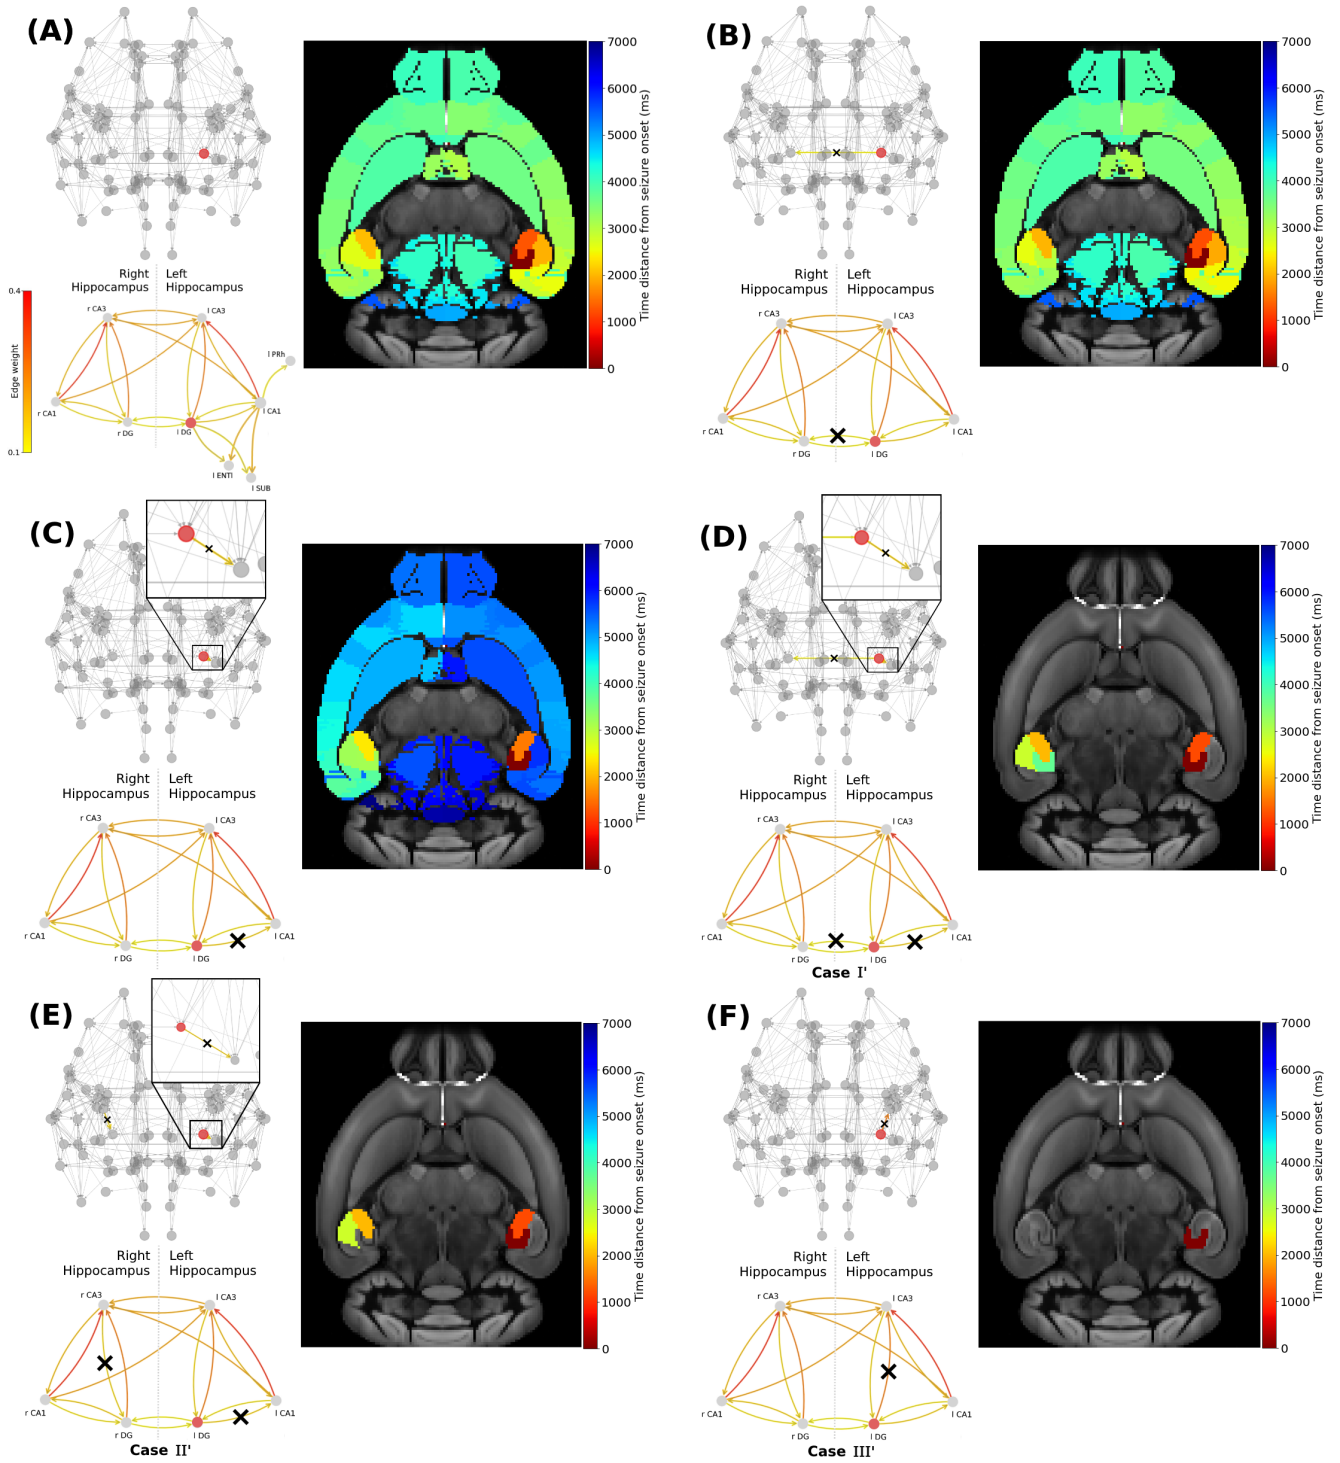 (A)
Right Left
Hippocampus Hippocampus
r CA3
l CA3
l PRh
r CA1
l CA1
r DG
l DG
l ENTl
l SUB
0.4
Edge weight
0.1
7000
6000
5000
4000
3000
2000
1000
0
Time distance from seizure onset (ms)
(B)
Right Left
Hippocampus Hippocampus
r CA3
l CA3
r CA1
l CA1
r DG
l DG
7000
6000
5000
4000
3000
2000
1000
0
Time distance from seizure onset (ms)
(C)
Right Left
Hippocampus Hippocampus
r CA3
l CA3
r CA1
l CA1
r DG
l DG
7000
6000
5000
4000
3000
2000
1000
0
Time distance from seizure onset (ms)
(D)
Right Left
Hippocampus Hippocampus
r CA3
l CA3
r CA1
l CA1
r DG
l DG
Case I'
7000
6000
5000
4000
3000
2000
1000
0
Time distance from seizure onset (ms)
(E)
Right Left
Hippocampus Hippocampus
r CA3
l CA3
r CA1
l CA1
r DG
l DG
Case II'
7000
6000
5000
4000
3000
2000
1000
0
Time distance from seizure onset (ms)
(F)
Right Left
Hippocampus Hippocampus
r CA3
l CA3
r CA1
l CA1
r DG
l DG
Case III'
7000
6000
5000
4000
3000
2000
1000
0
Time distance from seizure onset (ms)